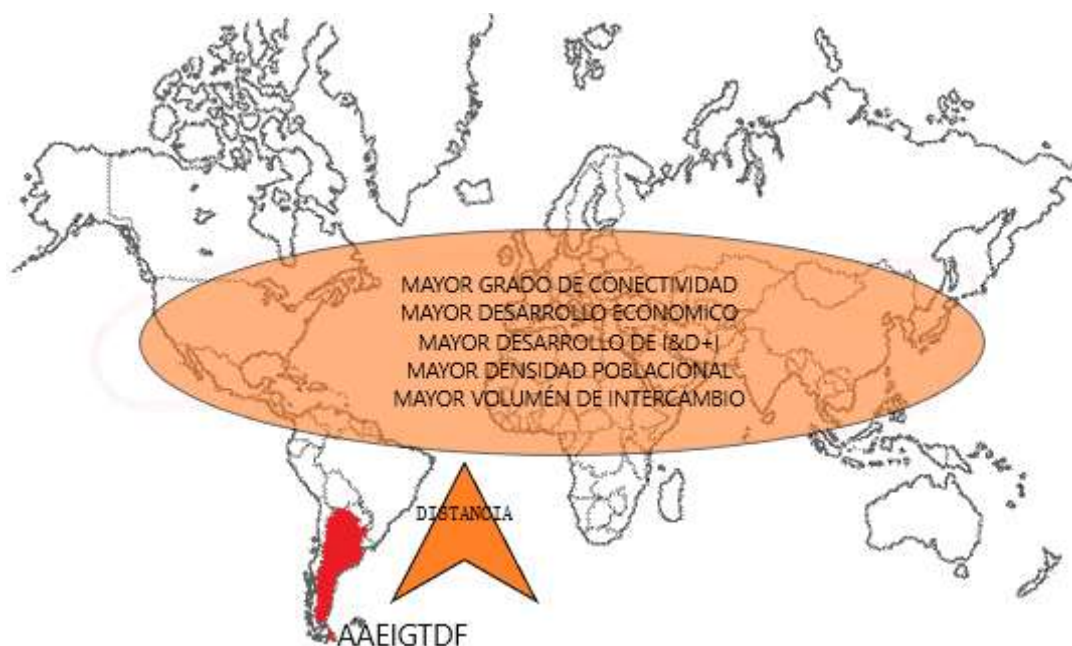 MAYOR GRADO DE CONECTIVIDAD
MAYOR DESARROLLO ECONOMICO
MAYOR DESARROLLO DE I&D+I
MAYOR DENSIDAD POBLACIONAL
MAYOR VOLUMÉN DE INTERCAMBIO
DISTANCIA
AAEIGTDF